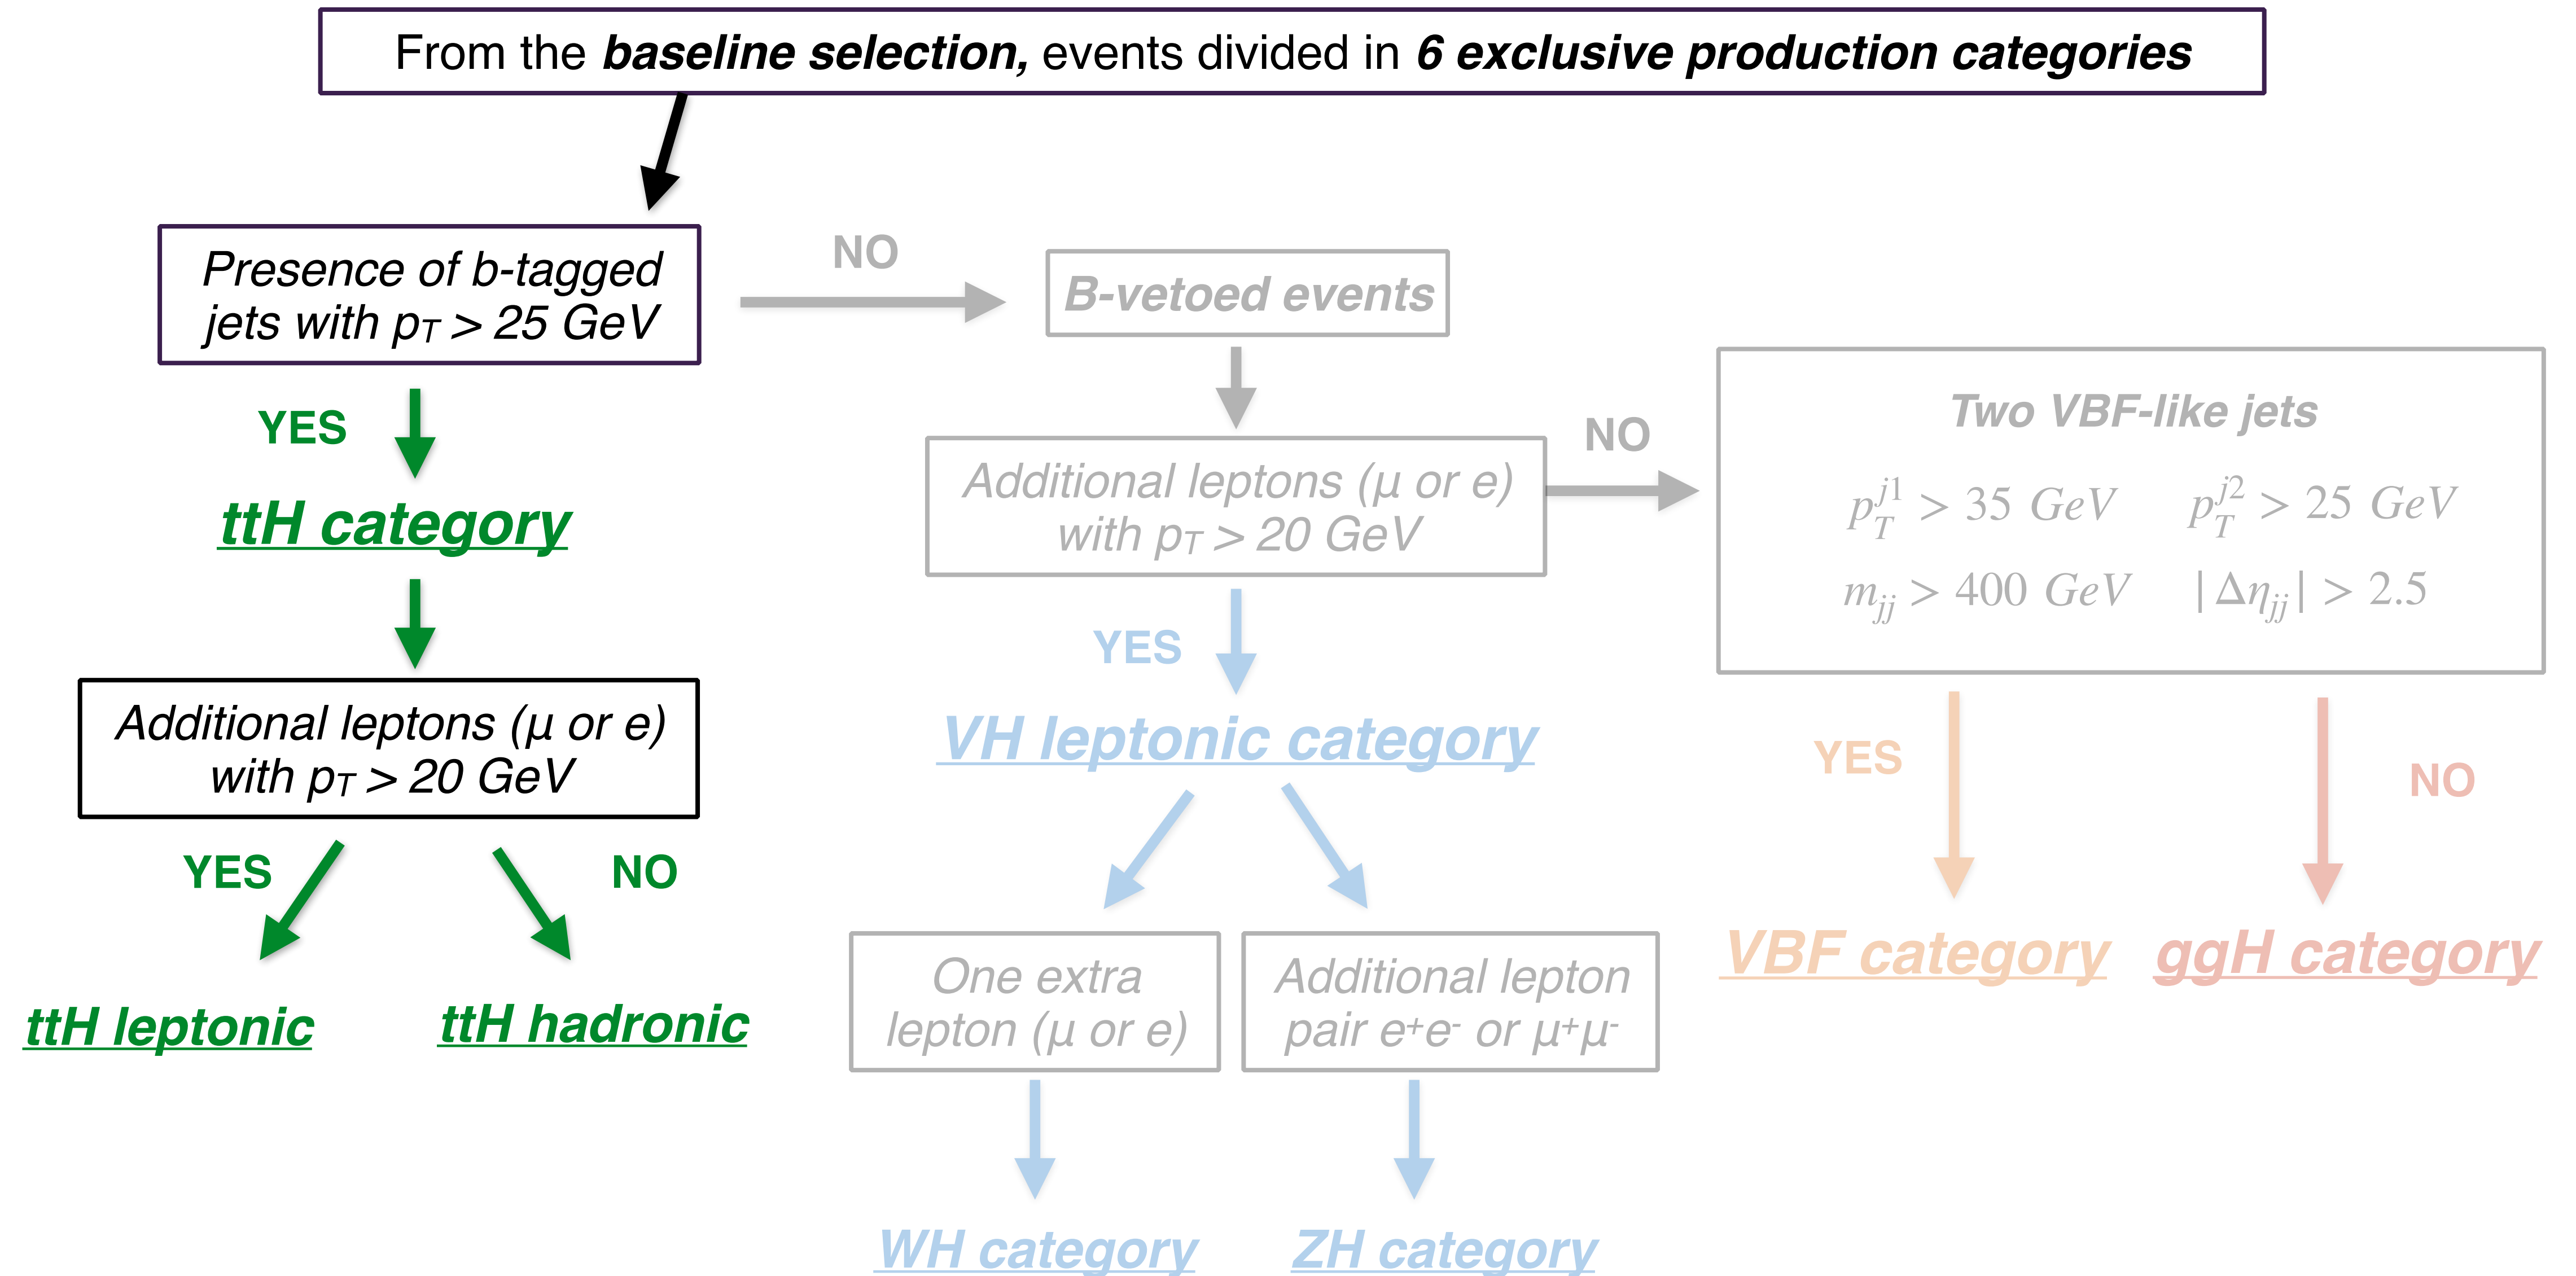 From the baseline selection, events divided in 6 exclusive production categories
Presence of b-tagged
jets with pT > 25 GeV
NO
B-vetoed events
YES
ttH category
Additional leptons (μ or e)
with pT > 20 GeV
NO
Two VBF-like jets
p_T^{j1} > 35 GeV p_T^{j2} > 25 GeV
m_{jj} > 400 GeV |Δη_{jj}| > 2.5
Additional leptons (μ or e)
with pT > 20 GeV
YES
NO
ttH leptonic
ttH hadronic
YES
VH leptonic category
One extra
lepton (μ or e)
Additional lepton
pair e+e- or μ+μ-
WH category
ZH category
YES
NO
VBF category
ggH category